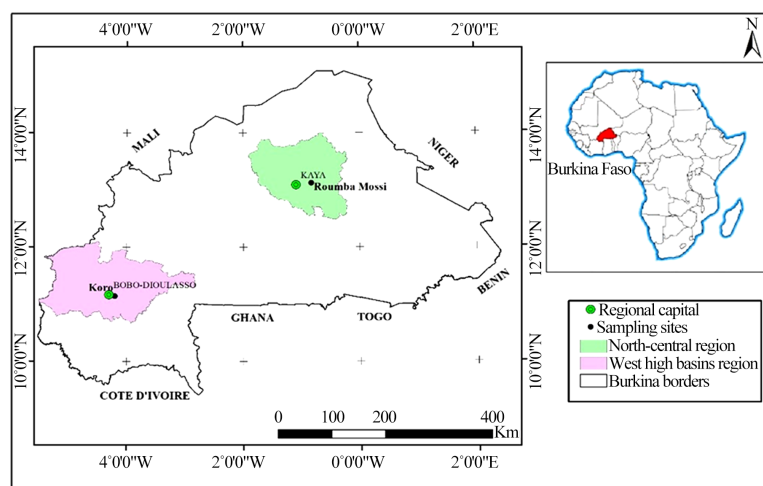 4°0'0"W 2°0'0"W 0°0'0"W 2°0'0"E
N
14°0'0"N
12°0'0"N
10°0'0"N
MALI
NIGER
KAYA
Roumba Mossi
BENIN
Koro
BOBO-DIOULASSO
GHANA
TOGO
COTE D'IVOIRE
0 100 200 400
Km
14°0'0"N
12°0'0"N
10°0'0"N
4°0'0"W 2°0'0"W 0°0'0"W 2°0'0"E
Burkina Faso
Regional capital
Sampling sites
North-central region
West high basins region
Burkina borders